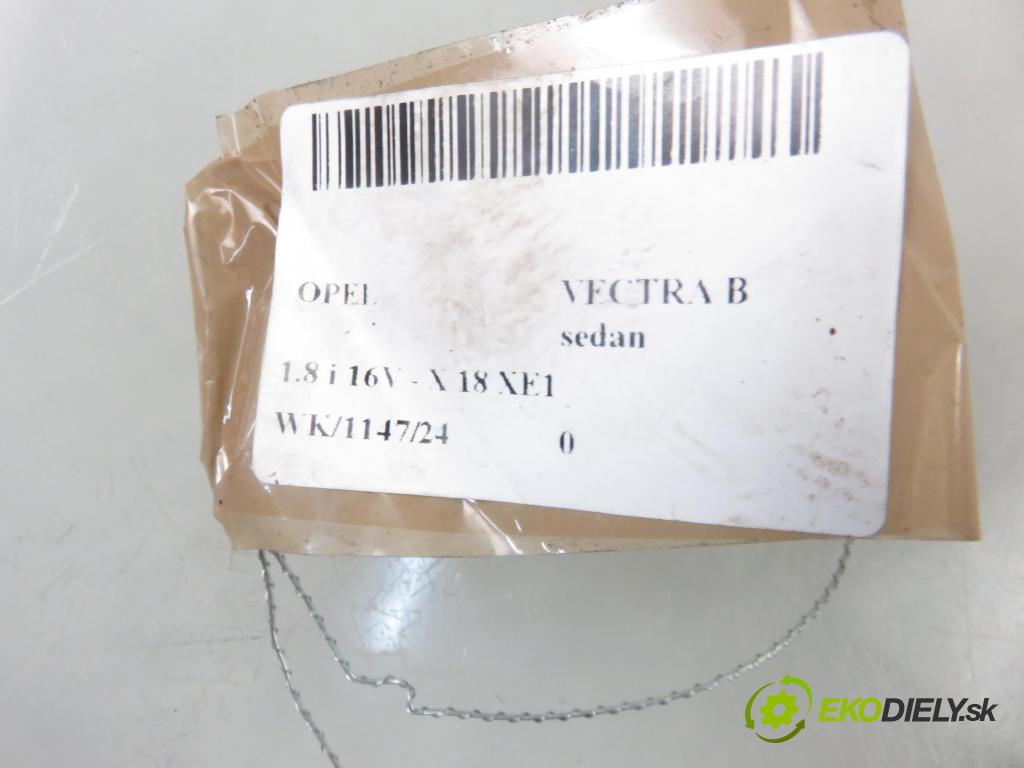 OPEL VECTRA B
sedan
1.8 i 16V - X 18 XE1
WK/1147/24 0
EKODIELY.sk